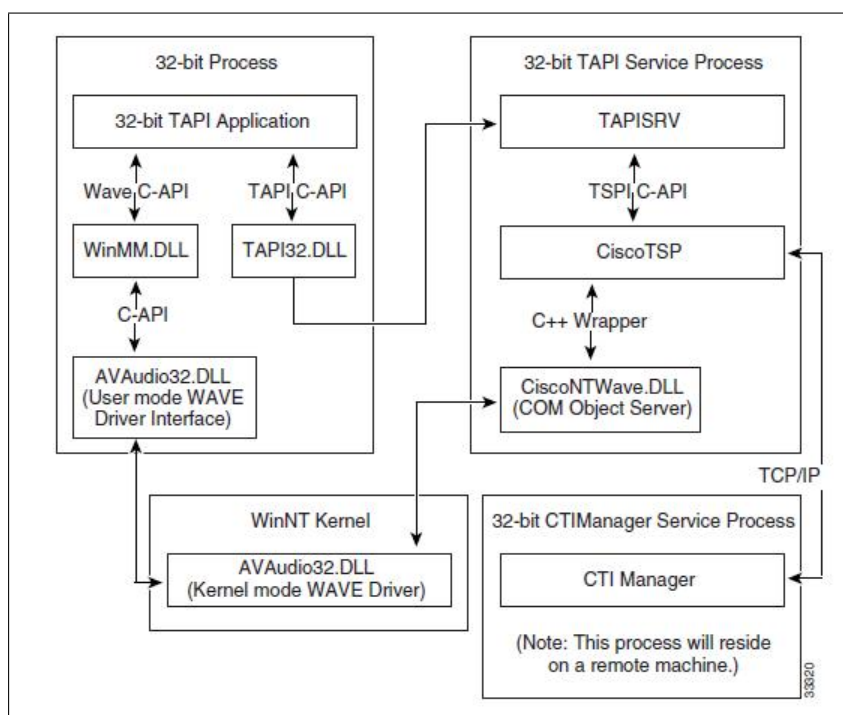 32-bit Process
32-bit TAPI Application
Wave C-API
TAPI C-API
WinMM.DLL
TAPI32.DLL
C-API
AVAudio32.DLL
(User mode WAVE
Driver Interface)
32-bit TAPI Service Process
TAPISRV
TSPI C-API
CiscoTSP
C++ Wrapper
CiscoNTWave.DLL
(COM Object Server)
TCP/IP
WinNT Kernel
AVAudio32.DLL
(Kernel mode WAVE Driver)
32-bit CTIManager Service Process
CTI Manager
(Note: This process will reside
on a remote machine.)
33320